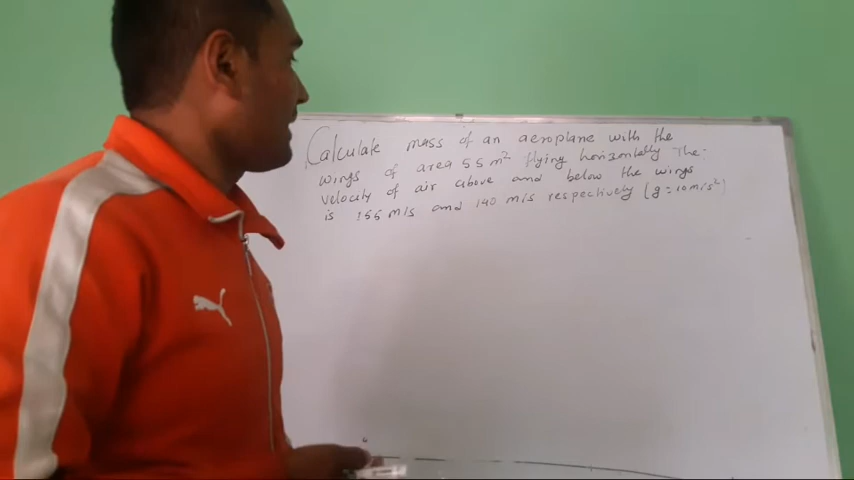 Calculate mass of an aeroplane with the
wings of area 55 m² flying horizontally The
velocity of air above and below the wings
is 155 m/s and 140 m/s respectively [g = 10 m/s²]
PUMA